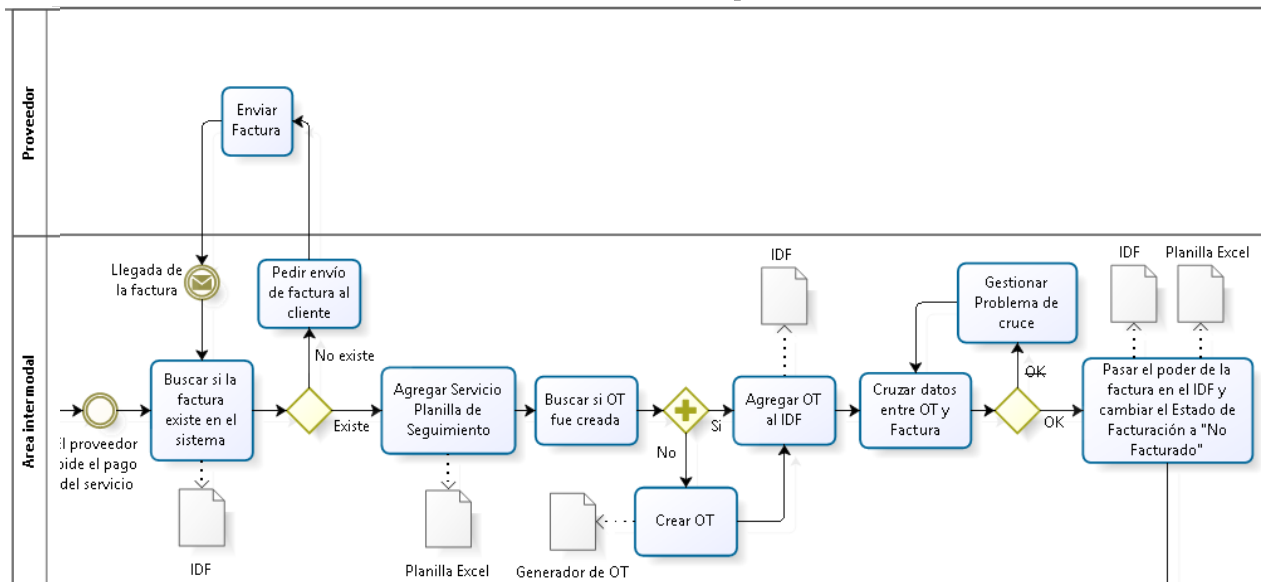 Proveedor
Enviar
Factura
Area intermodal
Llegada de
la factura
Pedir envío
de factura al
cliente
No existe
Buscar si la
factura
existe en el
sistema
El proveedor
pide el pago
del servicio
IDF
Existe
Agregar Servicio
Planilla de
Seguimiento
Planilla Excel
Buscar si OT
fue creada
Si
No
Crear OT
Generador de OT
IDF
Agregar OT
al IDF
Cruzar datos
entre OT y
Factura
Gestionar
Problema de
cruce
OK
OK
IDF
Planilla Excel
Pasar el poder de la
factura en el IDF y
cambiar el Estado de
Facturación a "No
Facturado"